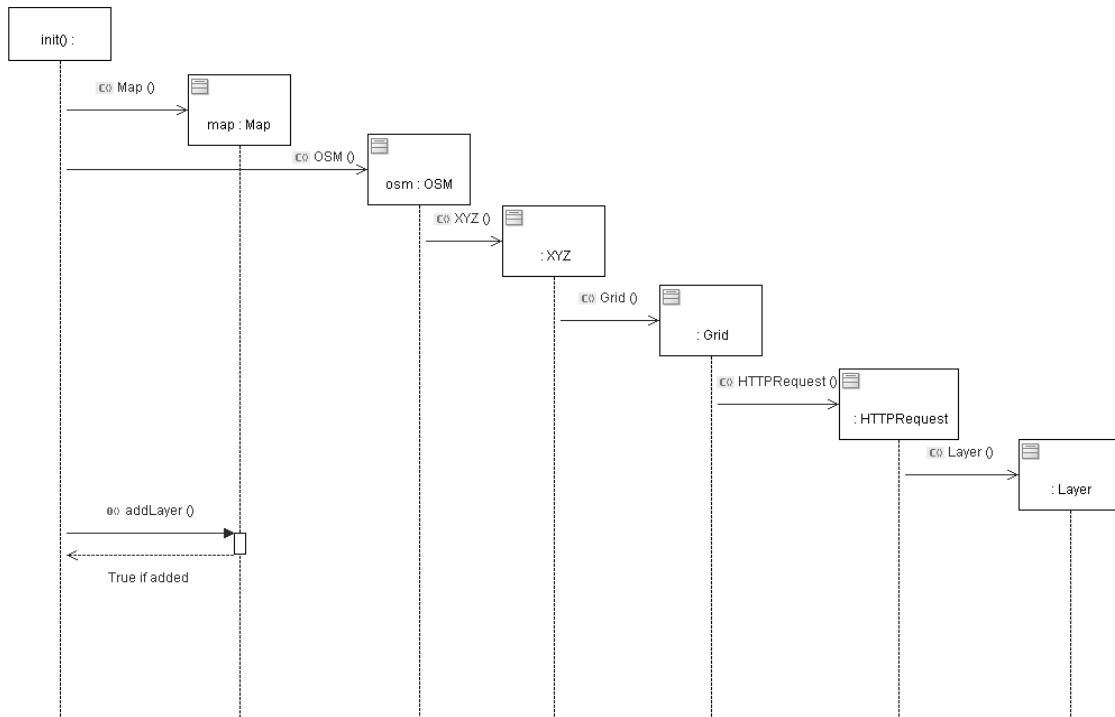 init() :
C() Map ()
map : Map
C() OSM ()
osm : OSM
C() XYZ ()
: XYZ
C() Grid ()
: Grid
C() HTTPRequest ()
: HTTPRequest
C() Layer ()
: Layer
addLayer ()
True if added